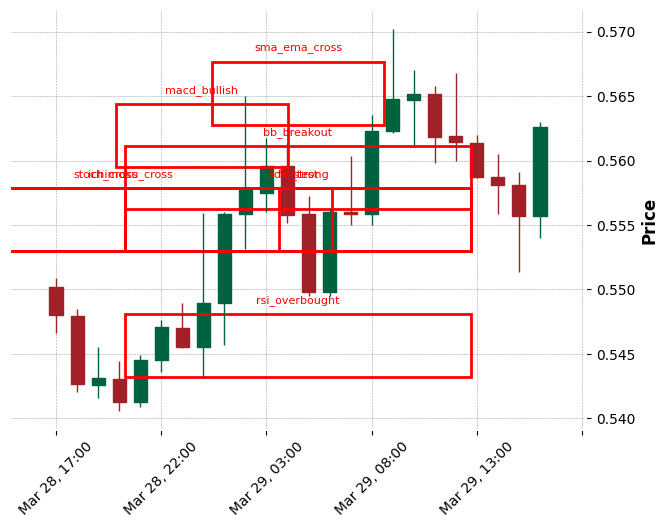 0.570
sma_ema_cross
0.565
macd_bullish
bb_breakout
0.560
stoch_cross
ichimoku_cross
0.555
Price
0.550
rsi_overbought
0.545
0.540
Mar 28, 17:00
Mar 28, 22:00
Mar 29, 03:00
Mar 29, 08:00
Mar 29, 13:00